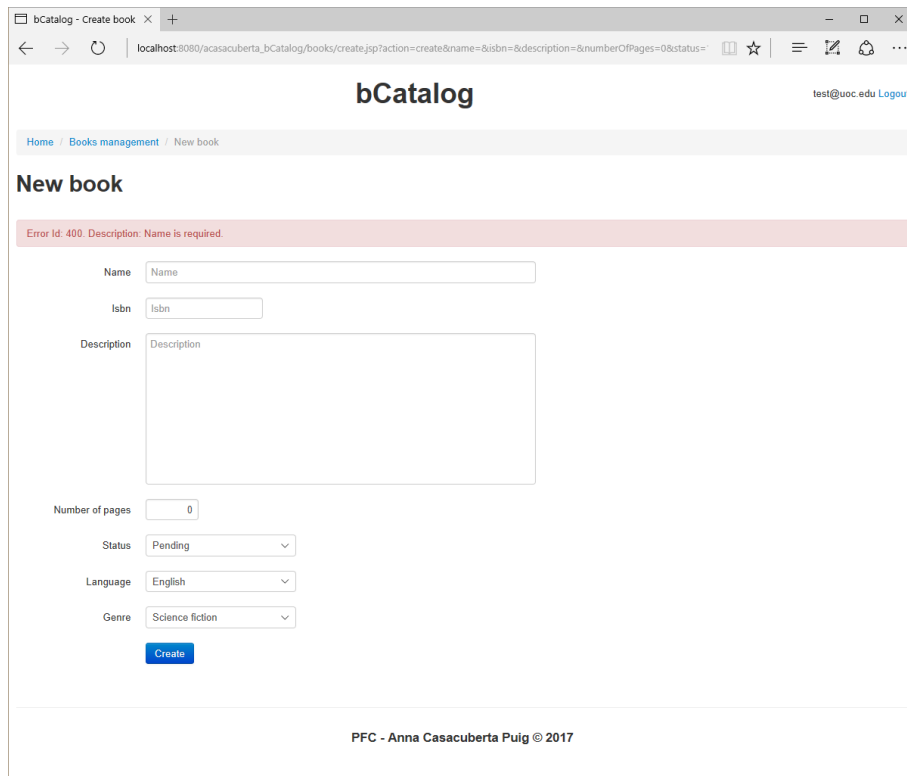 bCatalog - Create book
localhost:8080/acasacuberta_bCatalog/books/create.jsp?action=create&name=&isbn=&description=&numberOfPages=0&status=
bCatalog
test@uoc.edu Logout
Home / Books management / New book
New book
Error Id: 400. Description: Name is required.
Name Name
Isbn Isbn
Description Description
Number of pages 0
Status Pending
Language English
Genre Science fiction
Create
PFC - Anna Casacuberta Puig © 2017